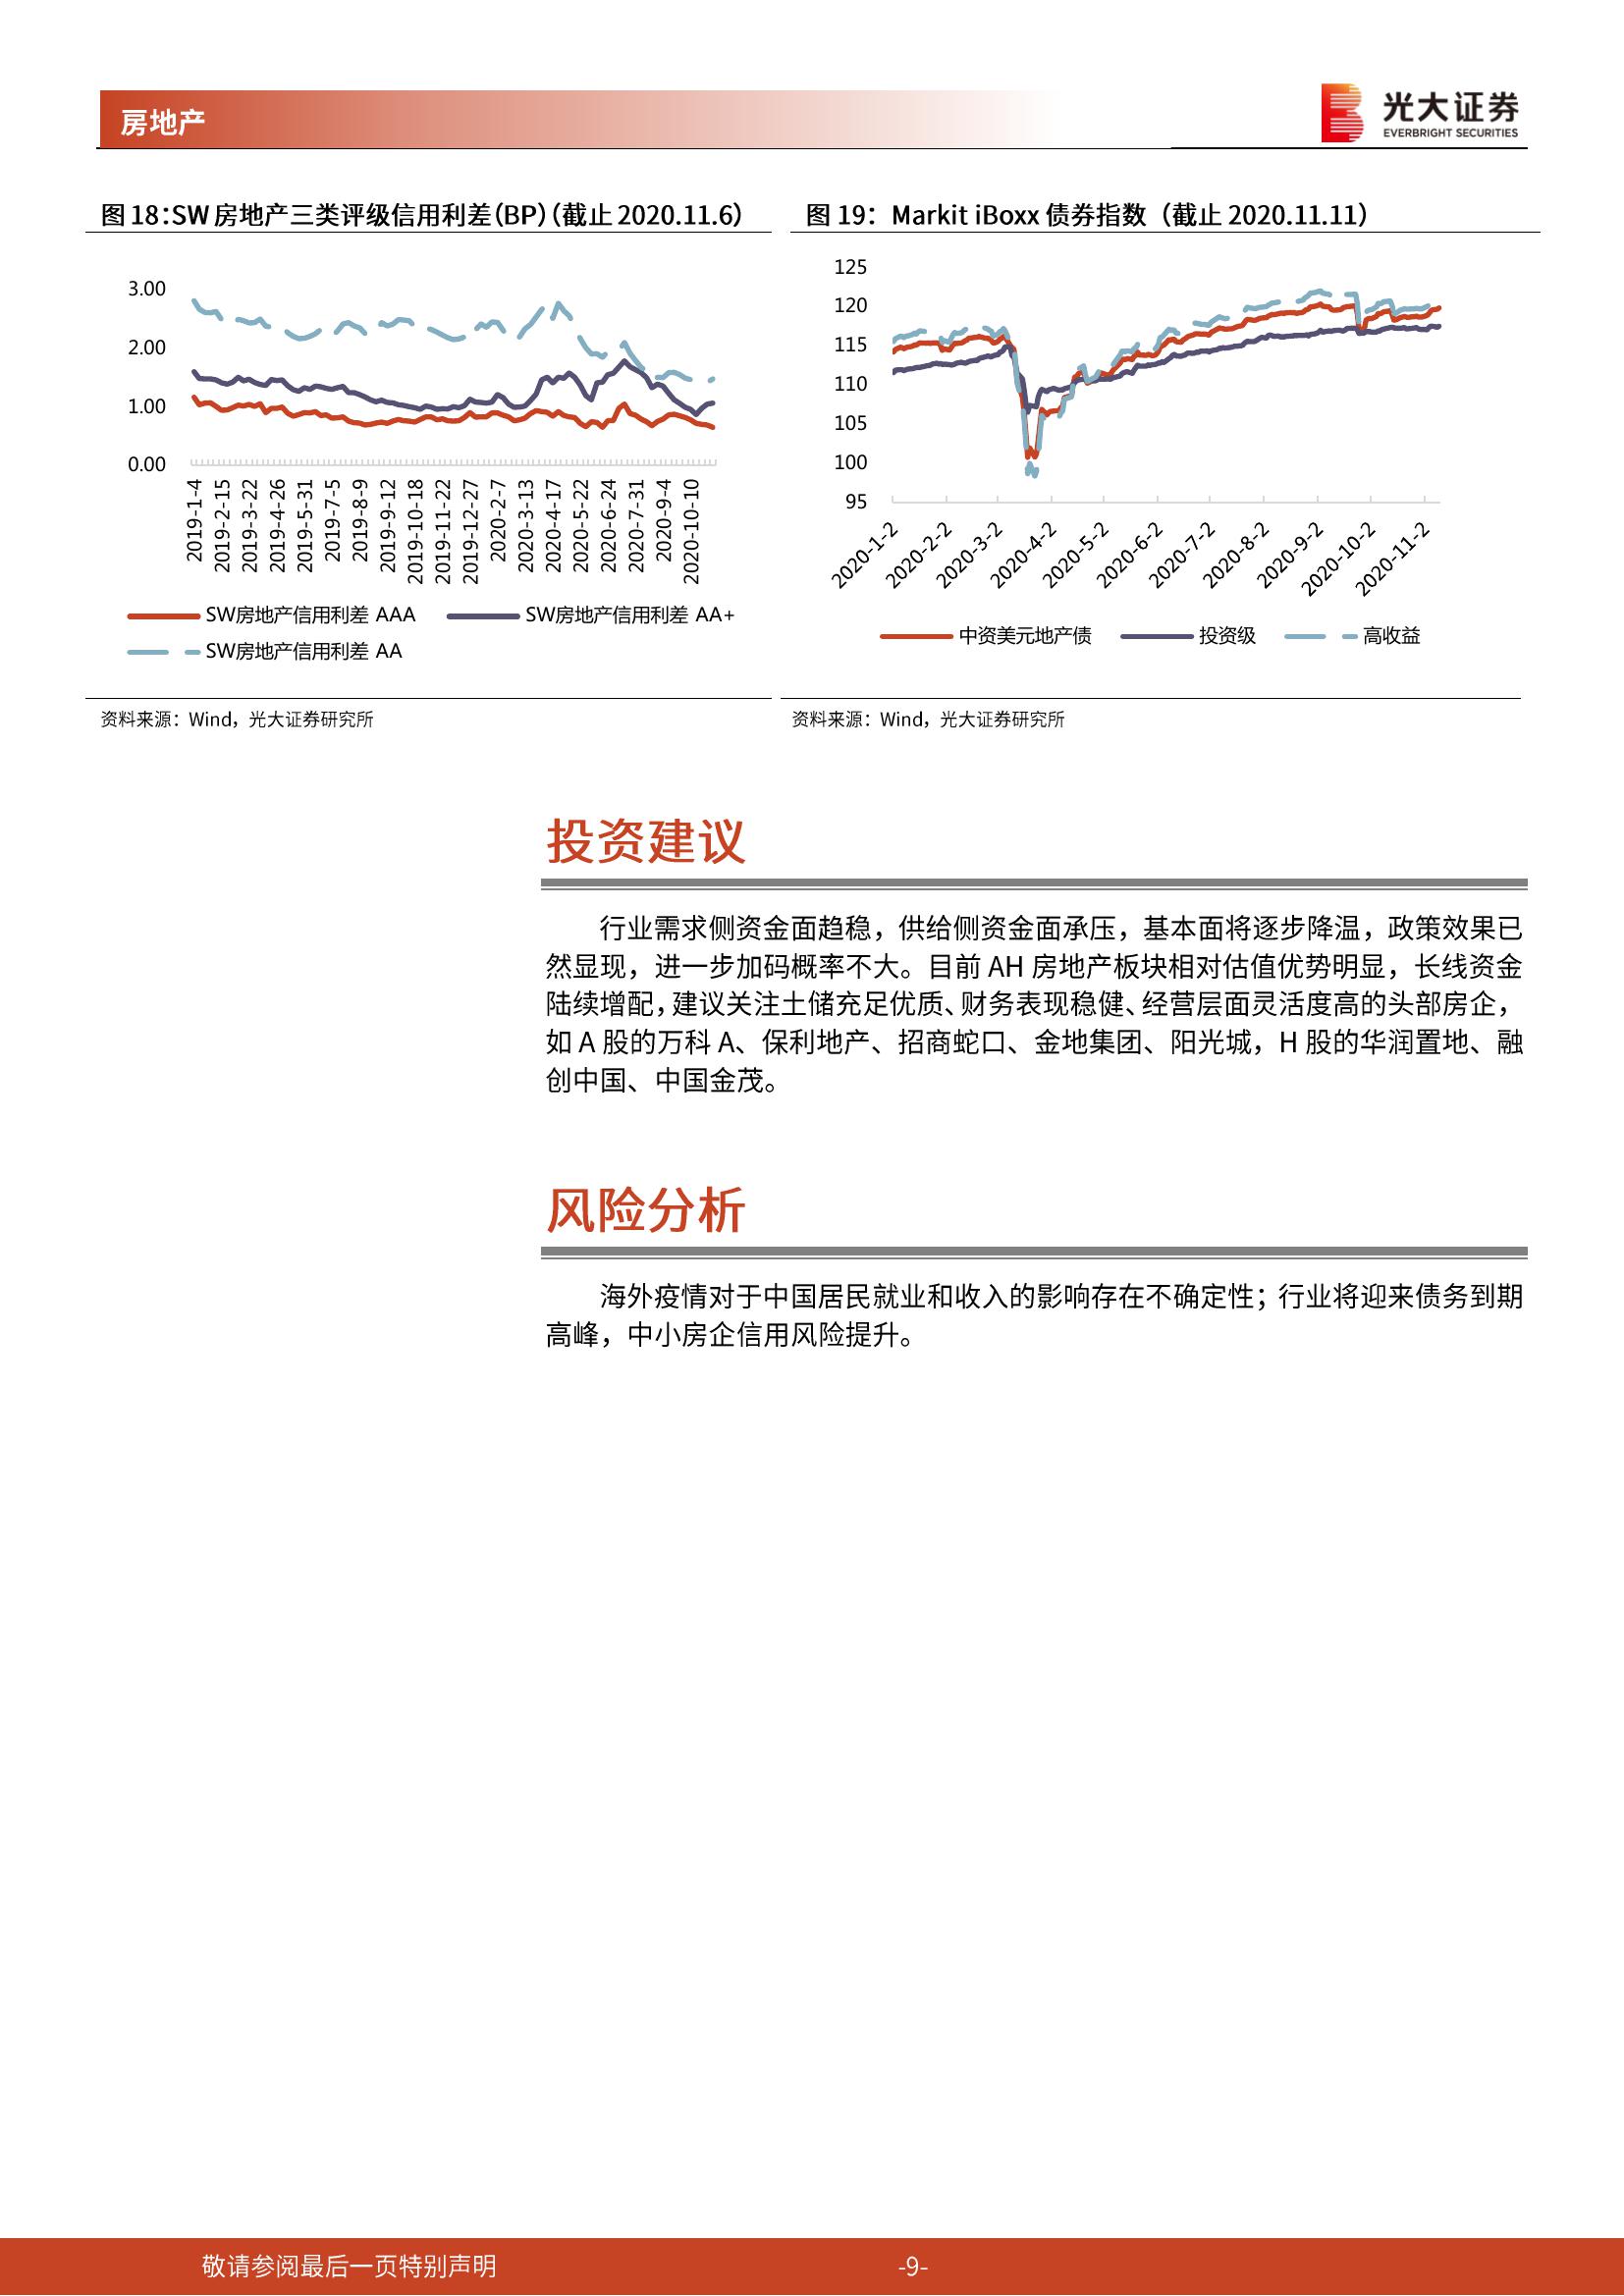 房地产
光大证券
EVERBRIGHT SECURITIES
图 18：SW 房地产三类评级信用利差（BP）（截止 2020.11.6）
3.00
2.00
1.00
0.00
2019-1-4
2019-2-15
2019-3-22
2019-4-26
2019-5-31
2019-7-5
2019-8-9
2019-9-12
2019-10-18
2019-11-22
2019-12-27
2020-2-7
2020-3-13
2020-4-17
2020-5-22
2020-6-24
2020-7-31
2020-9-4
2020-10-10
SW房地产信用利差 AAA
SW房地产信用利差 AA+
SW房地产信用利差 AA
资料来源：Wind，光大证券研究所
图 19： Markit iBoxx 债券指数（截止 2020.11.11）
125
120
115
110
105
100
95
2020-1-2
2020-2-2
2020-3-2
2020-4-2
2020-5-2
2020-6-2
2020-7-2
2020-8-2
2020-9-2
2020-10-2
2020-11-2
中资美元地产债
投资级
高收益
资料来源：Wind，光大证券研究所
投资建议
行业需求侧资金面趋稳，供给侧资金面承压，基本面将逐步降温，政策效果已
然显现，进一步加码概率不大。目前 AH 房地产板块相对估值优势明显，长线资金
陆续增配，建议关注土储充足优质、财务表现稳健、经营层面灵活度高的头部房企，
如 A 股的万科 A、保利地产、招商蛇口、金地集团、阳光城，H 股的华润置地、融
创中国、中国金茂。
风险分析
海外疫情对于中国居民就业和收入的影响存在不确定性；行业将迎来债务到期
高峰，中小房企信用风险提升。
敬请参阅最后一页特别声明
-9-